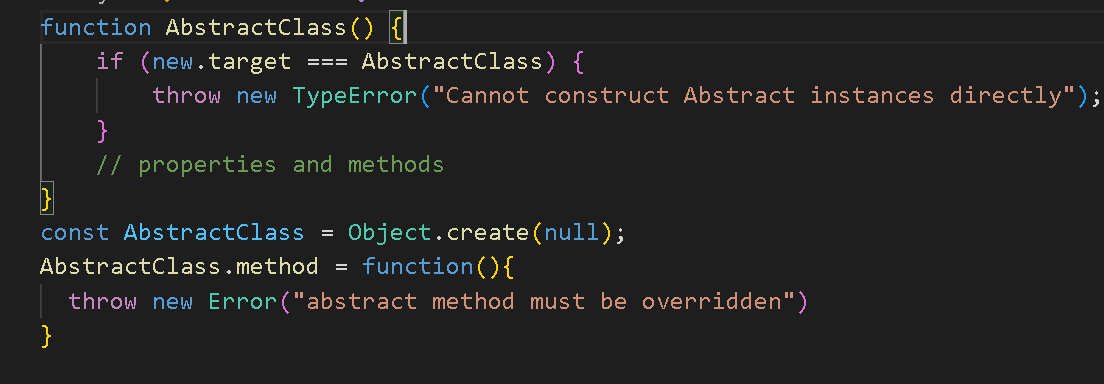 function AbstractClass() {
    if (new.target === AbstractClass) {
        throw new TypeError("Cannot construct Abstract instances directly");
    }
    // properties and methods
}
const AbstractClass = Object.create(null);
AbstractClass.method = function(){
  throw new Error("abstract method must be overridden")
}